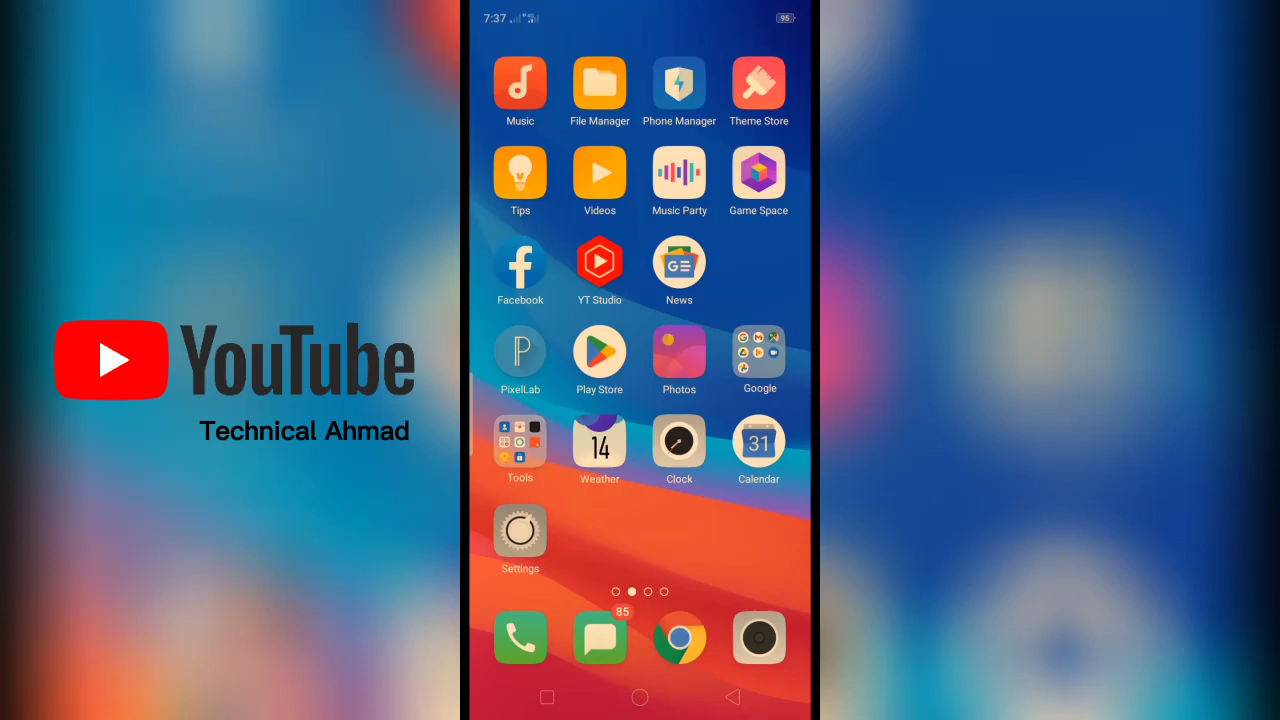 7:37
95
Music File Manager Phone Manager Theme Store
Tips Videos Music Party Game Space
GE
Facebook YT Studio News
YouTube
Technical Ahmad
P
PixelLab Play Store Photos Google
14
31
Tools Weather Clock Calendar
Settings
85